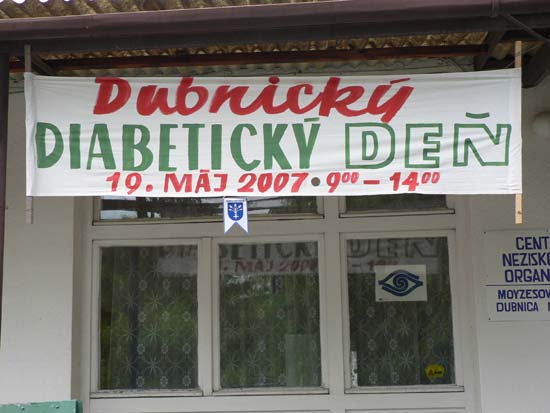 Dubnický
DIABETICKÝ DEŇ
19. MÁJ 2007 • 9⁰⁰ – 14⁰⁰
CENT
NEZISKO
ORGAN
MOYZESOV
DUBNICA